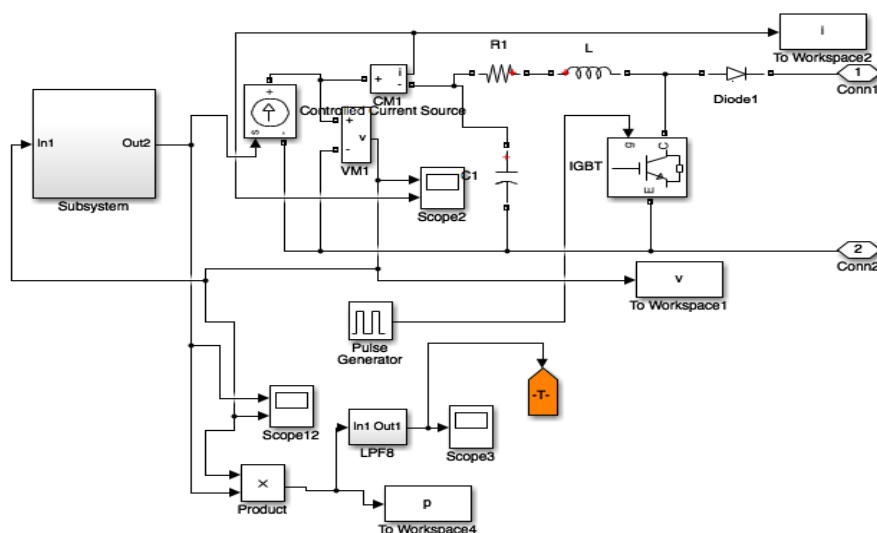 i
To Workspace2
R1
L
1
Conn1
Diode1
+
i
-
CM1
+
s
-
Controlled Current Source
+
v
-
VM1
In1
Out2
Subsystem
g
C
E
IGBT
+
C1
Scope2
2
Conn2
v
To Workspace1
Pulse
Generator
-T-
Scope12
In1 Out1
LPF8
Scope3
×
Product
p
To Workspace4